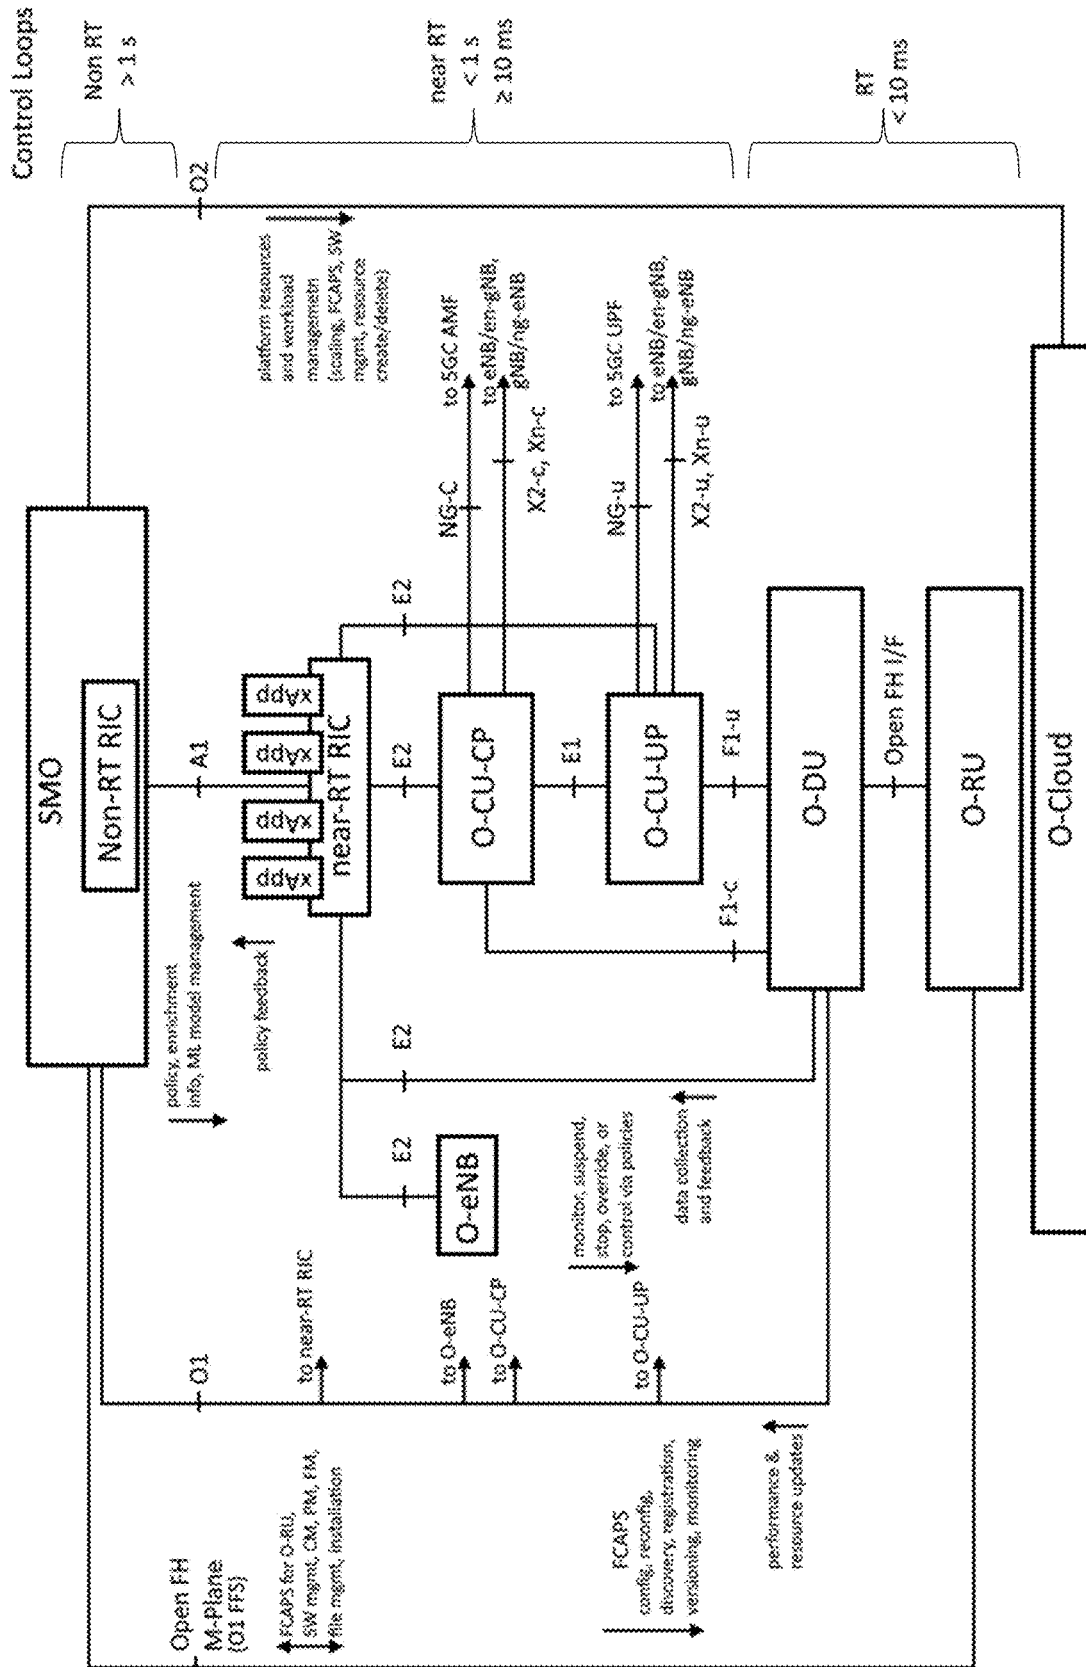 Control Loops
Non RT
> 1 s
near RT
< 1 s
≥ 10 ms
RT
< 10 ms
O2
platform resources
and workload
managemetn
(scaling, FCAPS, SW
mgmt, resource
create/delete)
SMO
Non-RT RIC
A1
policy, enrichment
info, ML model management
policy feedback
xApp
xApp
xApp
xApp
near-RT RIC
E2
E2
E2
E2
NG-C
to 5GC AMF
to eNB/en-gNB,
gNB/ng-eNB
X2-c, Xn-c
O-CU-CP
E1
NG-u
to 5GC UPF
to eNB/en-gNB,
gNB/ng-eNB
X2-u, Xn-u
O-CU-UP
F1-u
F1-c
O-DU
Open FH I/F
O-RU
O-Cloud
O-eNB
monitor, suspend,
stop, override, or
control via policies
data collection
and feedback
O1
to near-RT RIC
to O-eNB
to O-CU-CP
to O-CU-UP
Open FH
M-Plane
(O1 FFS)
FCAPS for O-RU,
SW mgmt, CM, PM, FM,
file mgmt, installation
FCAPS
config, reconfig,
discovery, registration,
versioning, monitoring
performance &
resource updates